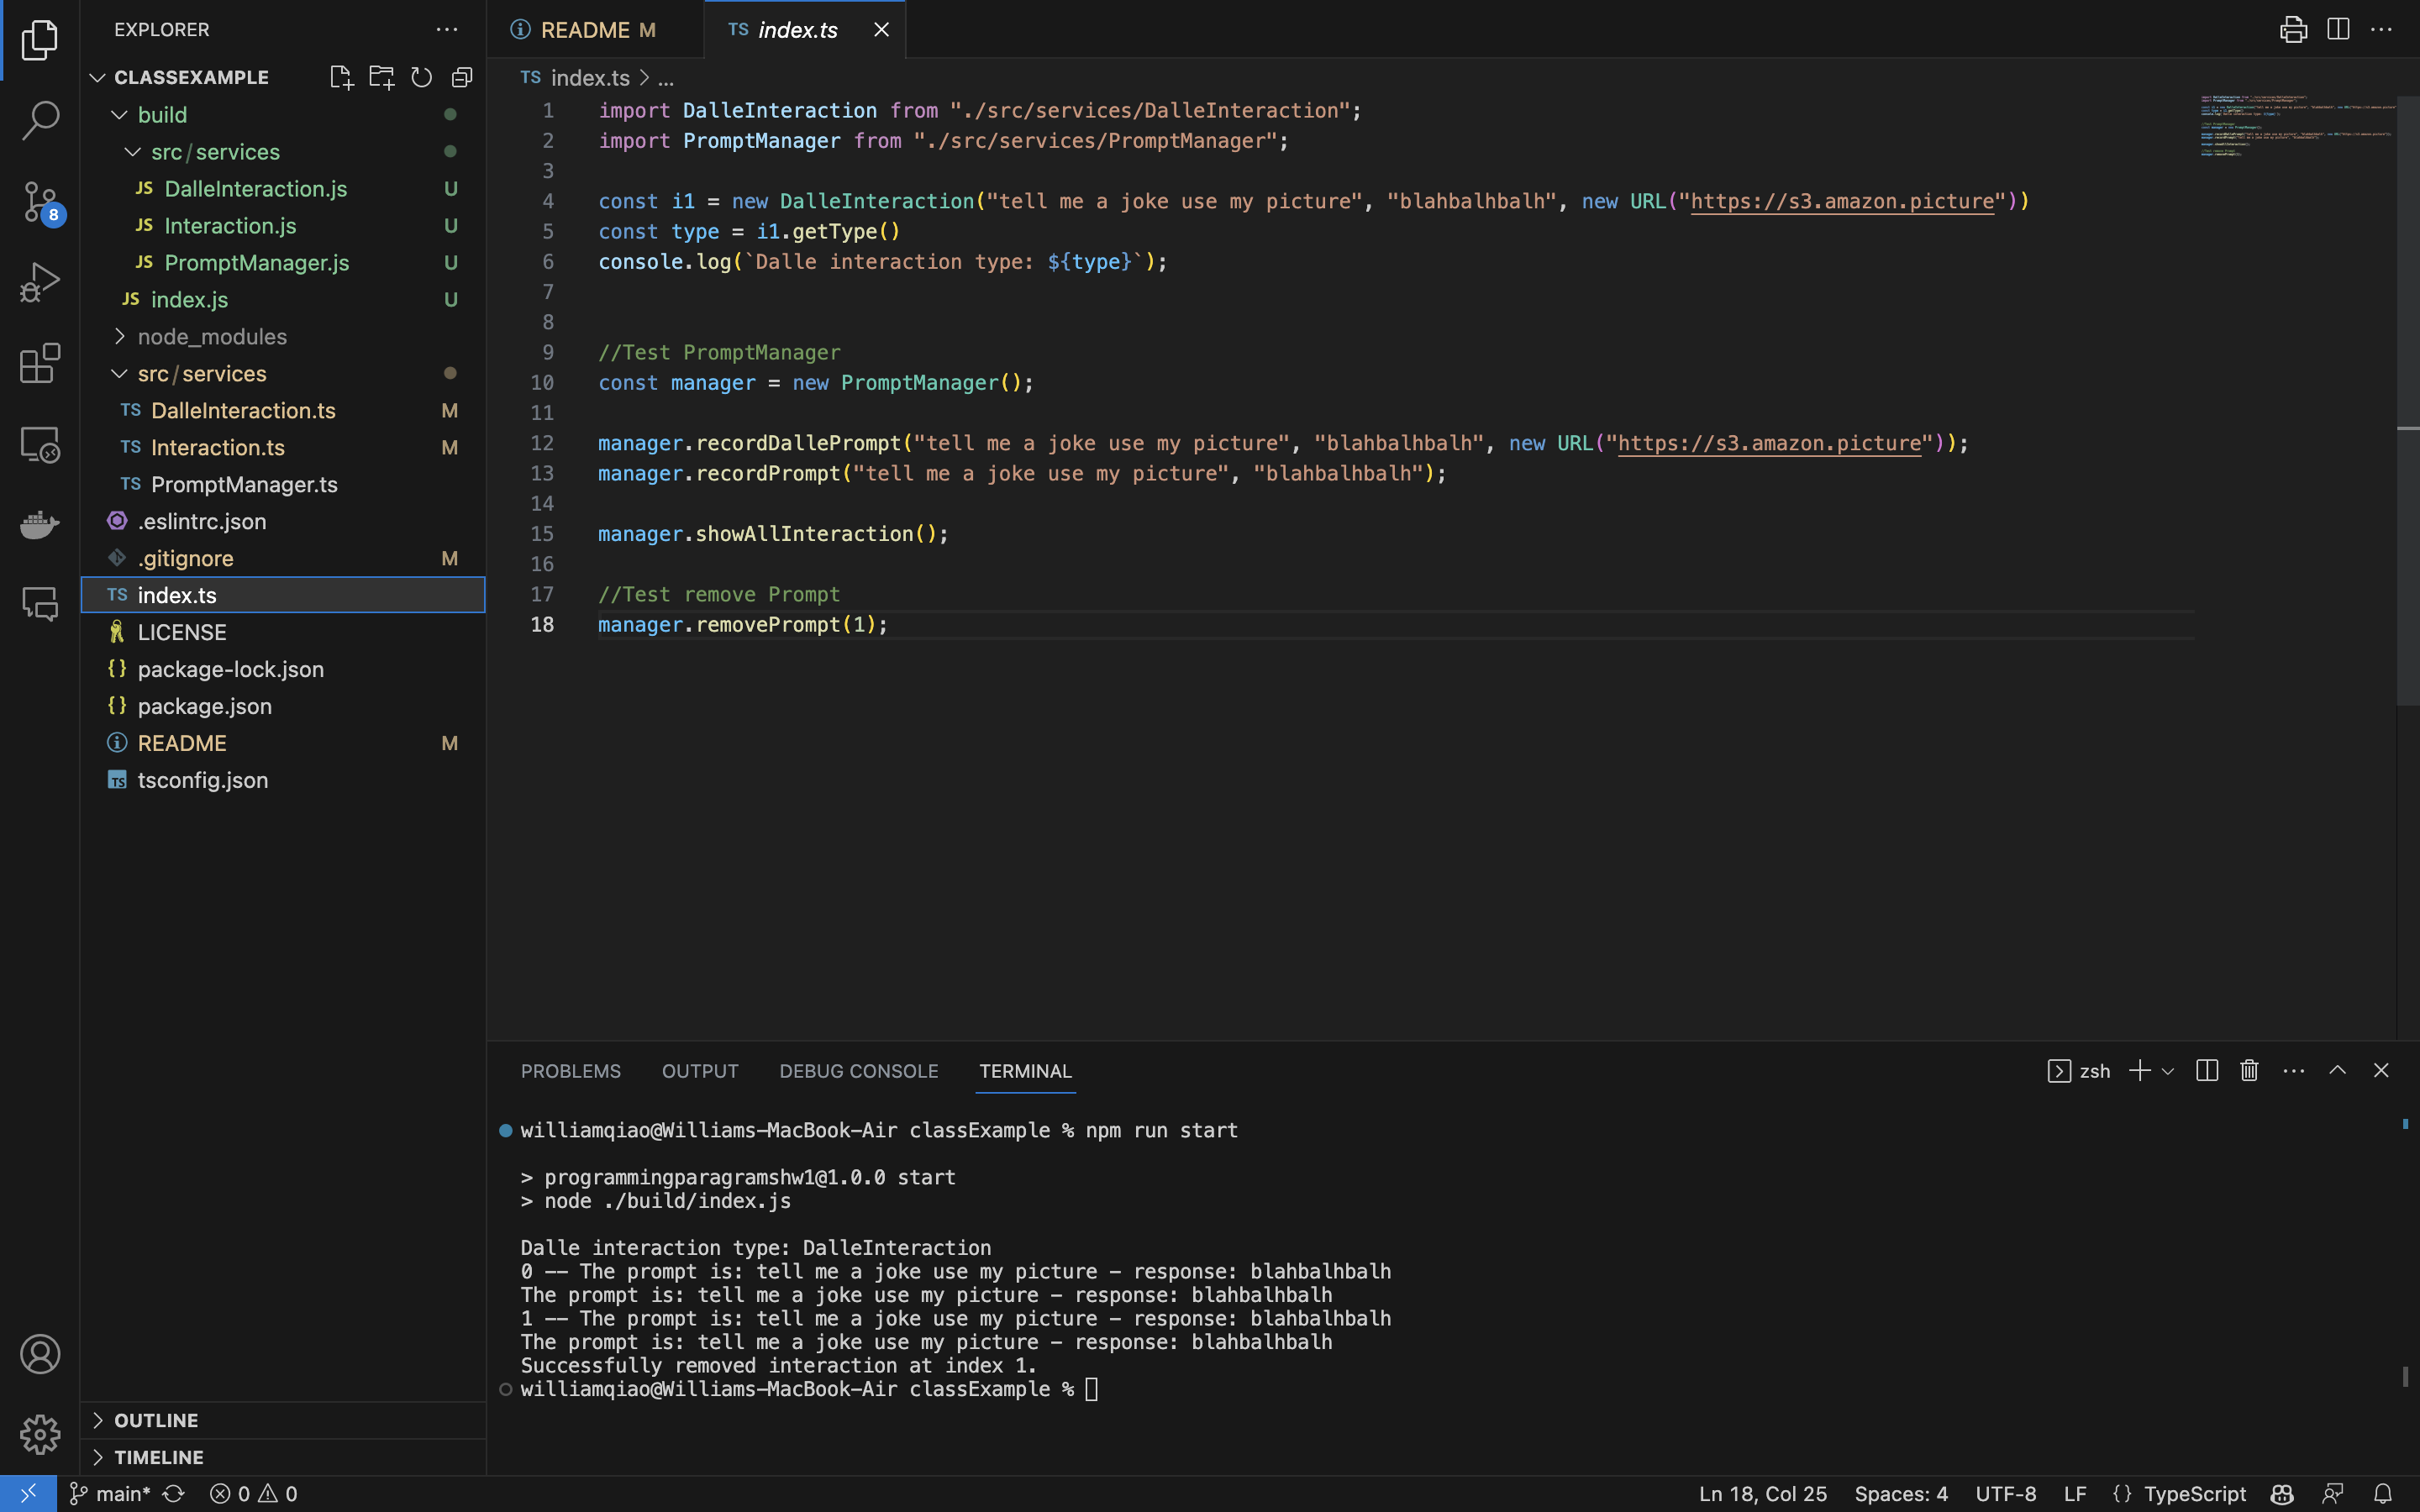 EXPLORER
CLASSEXAMPLE
build
src/services
JS DalleInteraction.js U
JS Interaction.js U
JS PromptManager.js U
JS index.js U
node_modules
src/services
TS DalleInteraction.ts M
TS Interaction.ts M
TS PromptManager.ts
.eslintrc.json
.gitignore M
TS index.ts
LICENSE
{} package-lock.json
{} package.json
README M
TS tsconfig.json
OUTLINE
TIMELINE
8
README M
TS index.ts
TS index.ts > ...
1 import DalleInteraction from "./src/services/DalleInteraction";
2 import PromptManager from "./src/services/PromptManager";
3
4 const i1 = new DalleInteraction("tell me a joke use my picture", "blahbalhbalh", new URL("https://s3.amazon.picture"))
5 const type = i1.getType()
6 console.log(`Dalle interaction type: ${type}`);
7
8
9 //Test PromptManager
10 const manager = new PromptManager();
11
12 manager.recordDallePrompt("tell me a joke use my picture", "blahbalhbalh", new URL("https://s3.amazon.picture"));
13 manager.recordPrompt("tell me a joke use my picture", "blahbalhbalh");
14
15 manager.showAllInteraction();
16
17 //Test remove Prompt
18 manager.removePrompt(1);
PROBLEMS OUTPUT DEBUG CONSOLE TERMINAL
zsh
williamqiao@Williams-MacBook-Air classExample % npm run start
> programmingparagramshw1@1.0.0 start
> node ./build/index.js
Dalle interaction type: DalleInteraction
0 -- The prompt is: tell me a joke use my picture - response: blahbalhbalh
The prompt is: tell me a joke use my picture - response: blahbalhbalh
1 -- The prompt is: tell me a joke use my picture - response: blahbalhbalh
The prompt is: tell me a joke use my picture - response: blahbalhbalh
Successfully removed interaction at index 1.
williamqiao@Williams-MacBook-Air classExample %
main* 0 0
Ln 18, Col 25 Spaces: 4 UTF-8 LF {} TypeScript